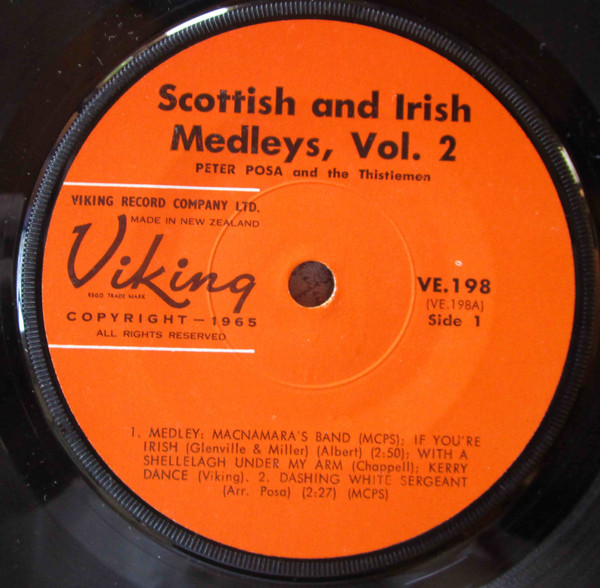 Scottish and Irish
Medleys, Vol. 2
PETER POSA and the Thistlemen
VIKING RECORD COMPANY LTD.
MADE IN NEW ZEALAND
Viking
REGD TRADE MARK
COPYRIGHT — 1965
ALL RIGHTS RESERVED
VE.198
(VE.198A)
Side 1
1. MEDLEY: MACNAMARA'S BAND (MCPS); IF YOU'RE
IRISH (Glenville & Miller) (Albert) (2:50); WITH A
SHELLELAGH UNDER MY ARM (Chappell); KERRY
DANCE (Viking). 2. DASHING WHITE SERGEANT
(Arr. Posa) (2:27) (MCPS)